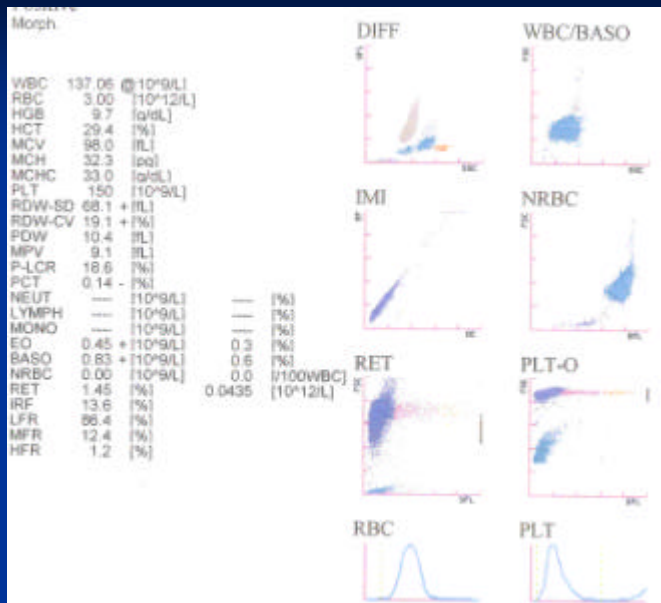 Positive
Morph.
WBC 137.06 @ [10^9/L]
RBC 3.00 [10^12/L]
HGB 9.7 [g/dL]
HCT 29.4 [%]
MCV 98.0 [fL]
MCH 32.3 [pg]
MCHC 33.0 [g/dL]
PLT 150 [10^9/L]
RDW-SD 68.1 + [fL]
RDW-CV 19.1 + [%]
PDW 10.4 [fL]
MPV 9.1 [fL]
P-LCR 18.6 [%]
PCT 0.14 - [%]
NEUT ---- [10^9/L] ---- [%]
LYMPH ---- [10^9/L] ---- [%]
MONO ---- [10^9/L] ---- [%]
EO 0.45 + [10^9/L] 0.3 [%]
BASO 0.83 + [10^9/L] 0.6 [%]
NRBC 0.00 [10^9/L] 0.0 [/100WBC]
RET 1.45 [%] 0.0435 [10^12/L]
IRF 13.6 [%]
LFR 86.4 [%]
MFR 12.4 [%]
HFR 1.2 [%]
DIFF
WBC/BASO
IMI
NRBC
RET
PLT-O
RBC
PLT